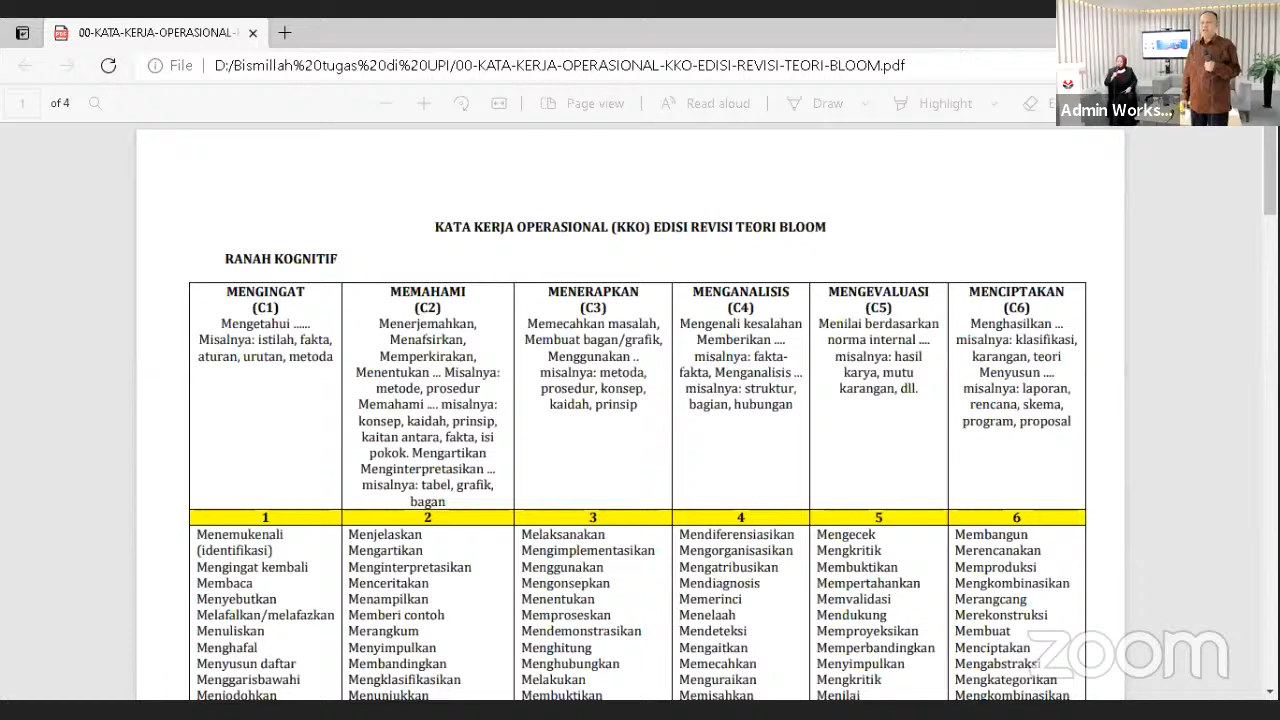 00-KATA-KERJA-OPERASIONAL-
File D:/Bismillah%20tugas%20di%20UPI/00-KATA-KERJA-OPERASIONAL-KKO-EDISI-REVISI-TEORI-BLOOM.pdf
1 of 4 Page view Read aloud Draw Highlight
Admin Works...
KATA KERJA OPERASIONAL (KKO) EDISI REVISI TEORI BLOOM
RANAH KOGNITIF
MENGINGAT
(C1)
Mengetahui ......
Misalnya: istilah, fakta,
aturan, urutan, metoda
MEMAHAMI
(C2)
Menerjemahkan,
Menafsirkan,
Memperkirakan,
Menentukan ... Misalnya:
metode, prosedur
Memahami .... misalnya:
konsep, kaidah, prinsip,
kaitan antara, fakta, isi
pokok. Mengartikan
Menginterpretasikan ...
misalnya: tabel, grafik,
bagan
MENERAPKAN
(C3)
Memecahkan masalah,
Membuat bagan/grafik,
Menggunakan ..
misalnya: metoda,
prosedur, konsep,
kaidah, prinsip
MENGANALISIS
(C4)
Mengenali kesalahan
Memberikan ....
misalnya: fakta-
fakta, Menganalisis ...
misalnya: struktur,
bagian, hubungan
MENGEVALUASI
(C5)
Menilai berdasarkan
norma internal ....
misalnya: hasil
karya, mutu
karangan, dll.
MENCIPTAKAN
(C6)
Menghasilkan ...
misalnya: klasifikasi,
karangan, teori
Menyusun ....
misalnya: laporan,
rencana, skema,
program, proposal
1 2 3 4 5 6
Menemukenali
(identifikasi)
Mengingat kembali
Membaca
Menyebutkan
Melafalkan/melafazkan
Menuliskan
Menghafal
Menyusun daftar
Menggarisbawahi
Menjodohkan
Menjelaskan
Mengartikan
Menginterpretasikan
Menceritakan
Menampilkan
Memberi contoh
Merangkum
Menyimpulkan
Membandingkan
Mengklasifikasikan
Menunjukkan
Melaksanakan
Mengimplementasikan
Menggunakan
Mengonsepkan
Menentukan
Memproseskan
Mendemonstrasikan
Menghitung
Menghubungkan
Melakukan
Membuktikan
Mendiferensiasikan
Mengorganisasikan
Mengatribusikan
Mendiagnosis
Memerinci
Menelaah
Mendeteksi
Mengaitkan
Memecahkan
Menguraikan
Memisahkan
Mengecek
Mengkritik
Membuktikan
Mempertahankan
Memvalidasi
Mendukung
Memproyeksikan
Memperbandingkan
Menyimpulkan
Mengkritik
Menilai
Membangun
Merencanakan
Memproduksi
Mengkombinasikan
Merangcang
Merekonstruksi
Membuat
Menciptakan
Mengabstraksi
Mengkategorikan
Mengkombinasikan
zoom